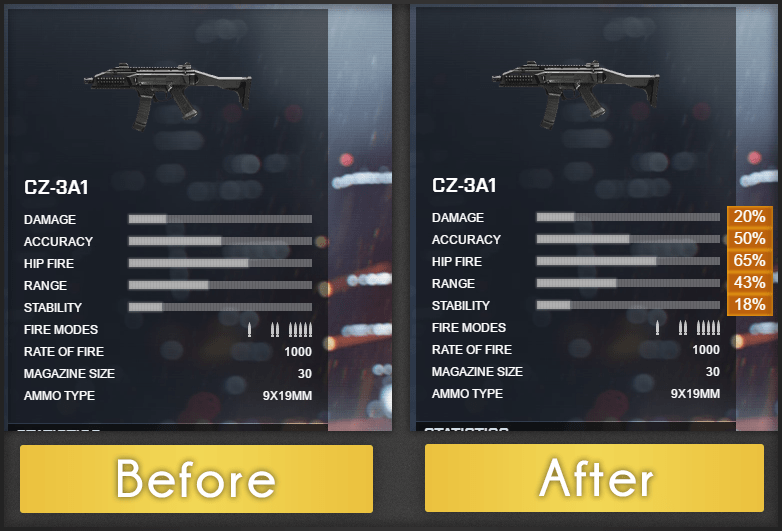 CZ-3A1
DAMAGE
ACCURACY
HIP FIRE
RANGE
STABILITY
FIRE MODES
RATE OF FIRE 1000
MAGAZINE SIZE 30
AMMO TYPE 9X19MM
STATISTICS
Before
CZ-3A1
DAMAGE 20%
ACCURACY 50%
HIP FIRE 65%
RANGE 43%
STABILITY 18%
FIRE MODES
RATE OF FIRE 1000
MAGAZINE SIZE 30
AMMO TYPE 9X19MM
STATISTICS
After